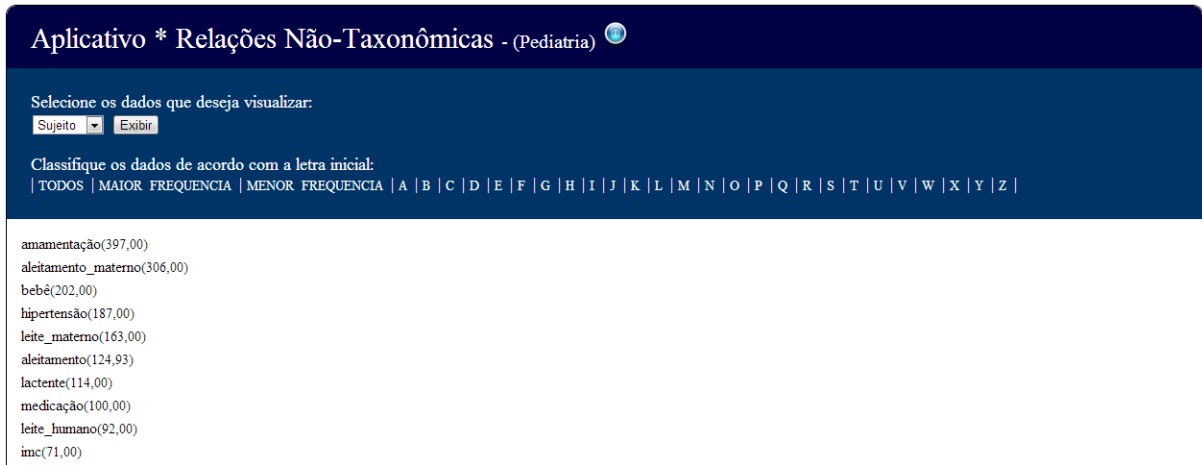 Aplicativo * Relações Não-Taxonômicas - (Pediatria)
Selecione os dados que deseja visualizar:
Sujeito Exibir
Classifique os dados de acordo com a letra inicial:
| TODOS | MAIOR FREQUENCIA | MENOR FREQUENCIA | A | B | C | D | E | F | G | H | I | J | K | L | M | N | O | P | Q | R | S | T | U | V | W | X | Y | Z |
amamentação(397,00)
aleitamento_materno(306,00)
bebê(202,00)
hipertensão(187,00)
leite_materno(163,00)
aleitamento(124,93)
lactente(114,00)
medicação(100,00)
leite_humano(92,00)
imc(71,00)